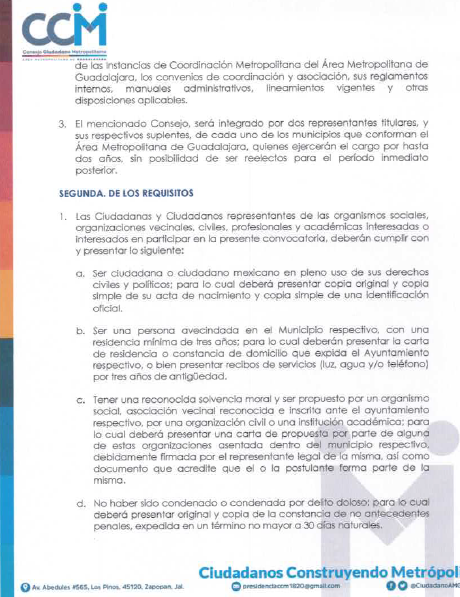 CCM
Consejo Ciudadano Metropolitano
de las Instancias de Coordinación Metropolitana del Área Metropolitana de
Guadalajara, los convenios de coordinación y asociación, sus reglamentos
internos, manuales administrativos, lineamientos vigentes y otras
disposiciones aplicables.
3. El mencionado Consejo, será integrado por dos representantes titulares, y
sus respectivos suplentes, de cada uno de los municipios que conforman el
Área Metropolitana de Guadalajara, quienes ejercerán el cargo por hasta
dos años, sin posibilidad de ser reelectos para el período inmediato
posterior.
SEGUNDA. DE LOS REQUISITOS
1. Las Ciudadanas y Ciudadanos representantes de los organismos sociales,
organizaciones vecinales, civiles, profesionales y académicas interesadas o
interesados en participar en la presente convocatoria, deberán cumplir con
y presentar lo siguiente:
a. Ser ciudadana o ciudadano mexicano en pleno uso de sus derechos
civiles y políticos; para lo cual deberá presentar copia original y copia
simple de su acta de nacimiento y copia simple de una identificación
oficial.
b. Ser una persona avecindada en el Municipio respectivo, con una
residencia mínima de tres años; para lo cual deberán presentar la carta
de residencia o constancia de domicilio que expida el Ayuntamiento
respectivo, o bien presentar recibos de servicios (luz, agua y/o teléfono)
por tres años de antigüedad.
c. Tener una reconocida solvencia moral y ser propuesto por un organismo
social, asociación vecinal reconocida e inscrita ante el ayuntamiento
respectivo, por una organización civil o una institución académica; para
lo cual deberá presentar una carta de propuesta por parte de alguna
de estas organizaciones asentada dentro del municipio respectivo,
debidamente firmada por el representante legal de la misma, así como
documento que acredite que el o la postulante forma parte de la
misma.
d. No haber sido condenado o condenada por delito doloso; para lo cual
deberá presentar original y copia de la constancia de no antecedentes
penales, expedida en un término no mayor a 30 días naturales.
Ciudadanos Construyendo Metrópoli
Av. Abedules #565, Los Pinos, 45120, Zapopan, Jal.
presidenciaccm1820@gmail.com
@CiudadanoAMG